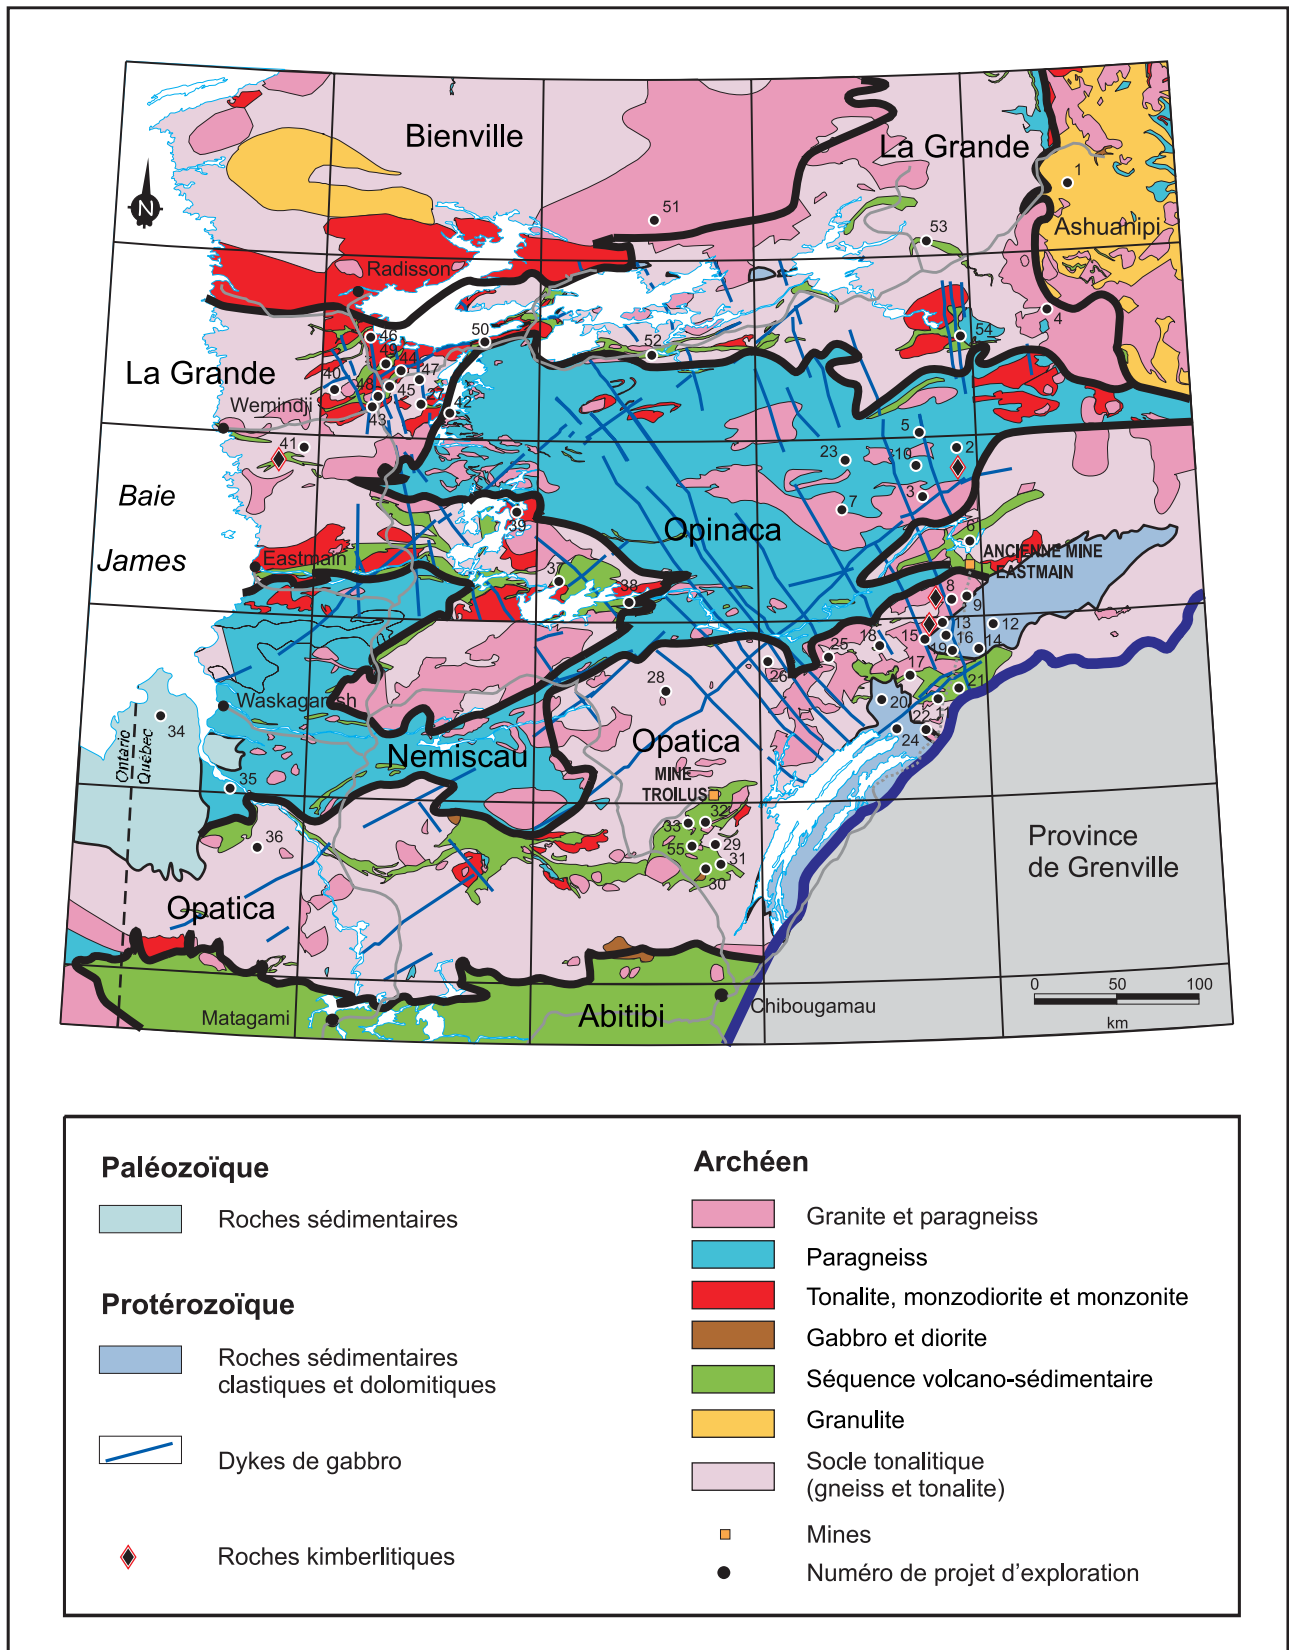 Bienville
La Grande
1
51
Ashuanipi
53
N
Radisson
4
46
50
54
49
44
52
La Grande
47
40
48
45
27
Wemindji
42
43
5
41
2
23
10
Baie
3
7
39
Opinaca
6
James
ANCIENNE MINE
EASTMAIN
Eastmain
37
8
38
9
13
12
15
18
16
25
14
19
17
26
28
21
Waskaganish
20
11
34
Ontario
Québec
22
Opatica
24
Nemiscau
MINE
TROILUS
35
32
33
Province
de Grenville
36
55
29
31
30
Opatica
0 50 100
km
Chibougamau
Matagami
Abitibi
Paléozoïque
Roches sédimentaires
Protérozoïque
Roches sédimentaires
clastiques et dolomitiques
Dykes de gabbro
Roches kimberlitiques
Archéen
Granite et paragneiss
Paragneiss
Tonalite, monzodiorite et monzonite
Gabbro et diorite
Séquence volcano-sédimentaire
Granulite
Socle tonalitique
(gneiss et tonalite)
Mines
Numéro de projet d'exploration